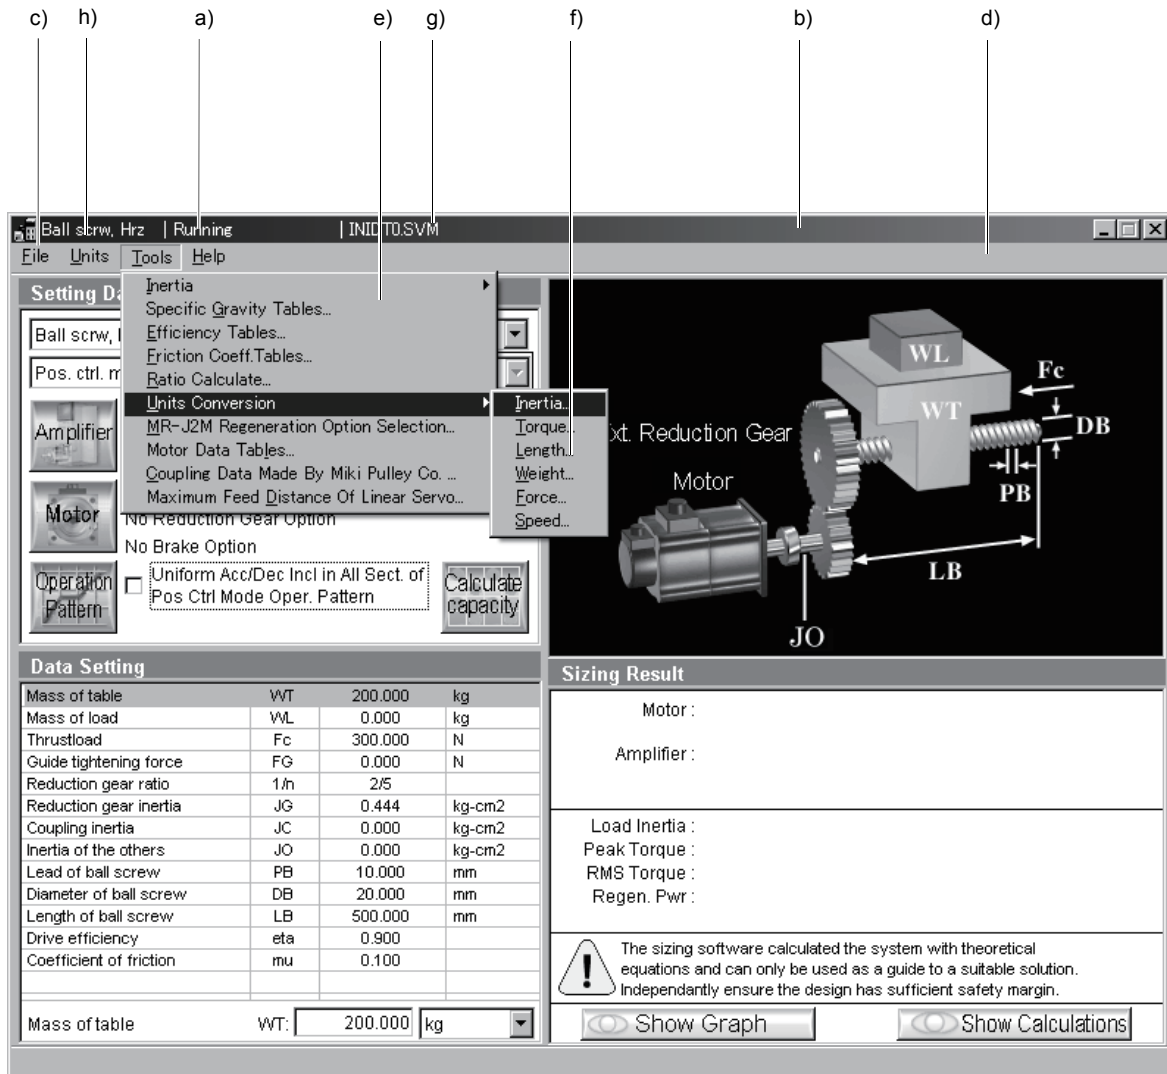 c) h) a) e) g) f) b) d)
Ball scrw, Hrz | Running | INIDT0.SVM
File Units Tools Help
Setting Da
Ball scrw, 
Pos. ctrl. m
Amplifier
Motor
No Reduction Gear Option
No Brake Option
Operation
Pattern
Uniform Acc/Dec Incl in All Sect. of
Pos Ctrl Mode Oper. Pattern
Calculate
capacity
Inertia
Specific Gravity Tables...
Efficiency Tables...
Friction Coeff.Tables...
Ratio Calculate...
Units Conversion
MR-J2M Regeneration Option Selection...
Motor Data Tables...
Coupling Data Made By Miki Pulley Co. ...
Maximum Feed Distance Of Linear Servo...
Inertia...
Torque...
Length...
Weight...
Force...
Speed...
xt. Reduction Gear
Motor
WL
WT
Fc
DB
PB
LB
JO
Data Setting
Mass of table WT 200.000 kg
Mass of load WL 0.000 kg
Thrustload Fc 300.000 N
Guide tightening force FG 0.000 N
Reduction gear ratio 1/n 2/5
Reduction gear inertia JG 0.444 kg-cm2
Coupling inertia JC 0.000 kg-cm2
Inertia of the others JO 0.000 kg-cm2
Lead of ball screw PB 10.000 mm
Diameter of ball screw DB 20.000 mm
Length of ball screw LB 500.000 mm
Drive efficiency eta 0.900
Coefficient of friction mu 0.100
Mass of table WT: 200.000 kg
Sizing Result
Motor :
Amplifier :
Load Inertia :
Peak Torque :
RMS Torque :
Regen. Pwr :
The sizing software calculated the system with theoretical
equations and can only be used as a guide to a suitable solution.
Independantly ensure the design has sufficient safety margin.
Show Graph
Show Calculations